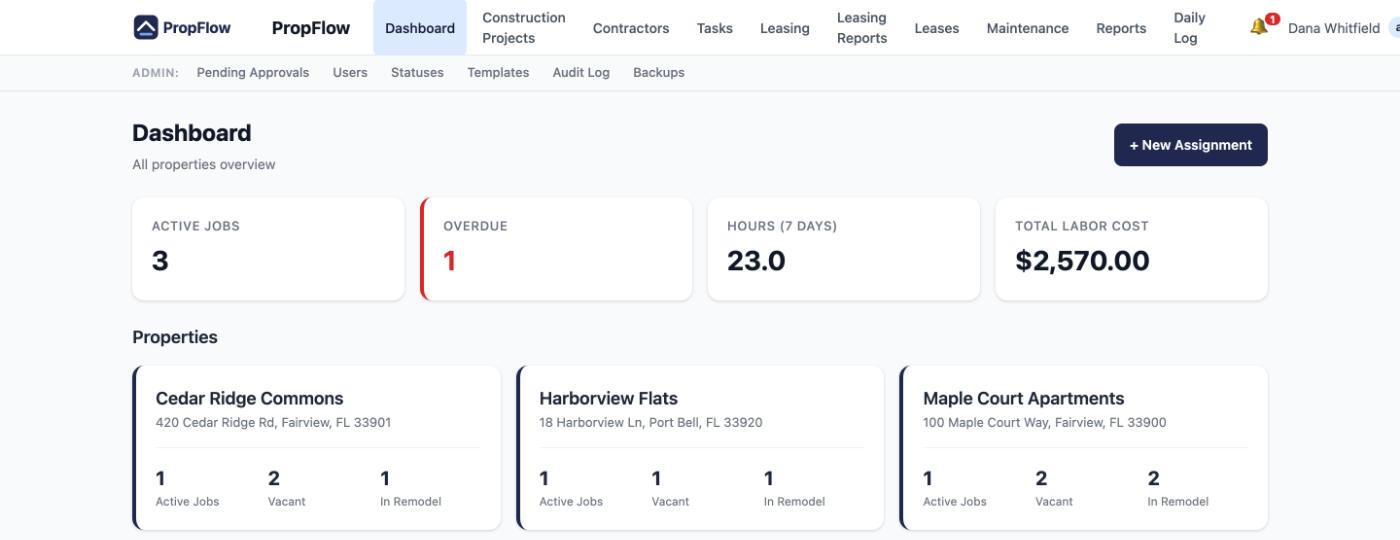 PropFlow
PropFlow
Dashboard
Construction
Projects
Contractors
Tasks
Leasing
Leasing
Reports
Leases
Maintenance
Reports
Daily
Log
1
Dana Whitfield
ADMIN:
Pending Approvals
Users
Statuses
Templates
Audit Log
Backups
Dashboard
All properties overview
+ New Assignment
ACTIVE JOBS
3
OVERDUE
1
HOURS (7 DAYS)
23.0
TOTAL LABOR COST
$2,570.00
Properties
Cedar Ridge Commons
420 Cedar Ridge Rd, Fairview, FL 33901
1
Active Jobs
2
Vacant
1
In Remodel
Harborview Flats
18 Harborview Ln, Port Bell, FL 33920
1
Active Jobs
1
Vacant
1
In Remodel
Maple Court Apartments
100 Maple Court Way, Fairview, FL 33900
1
Active Jobs
2
Vacant
2
In Remodel